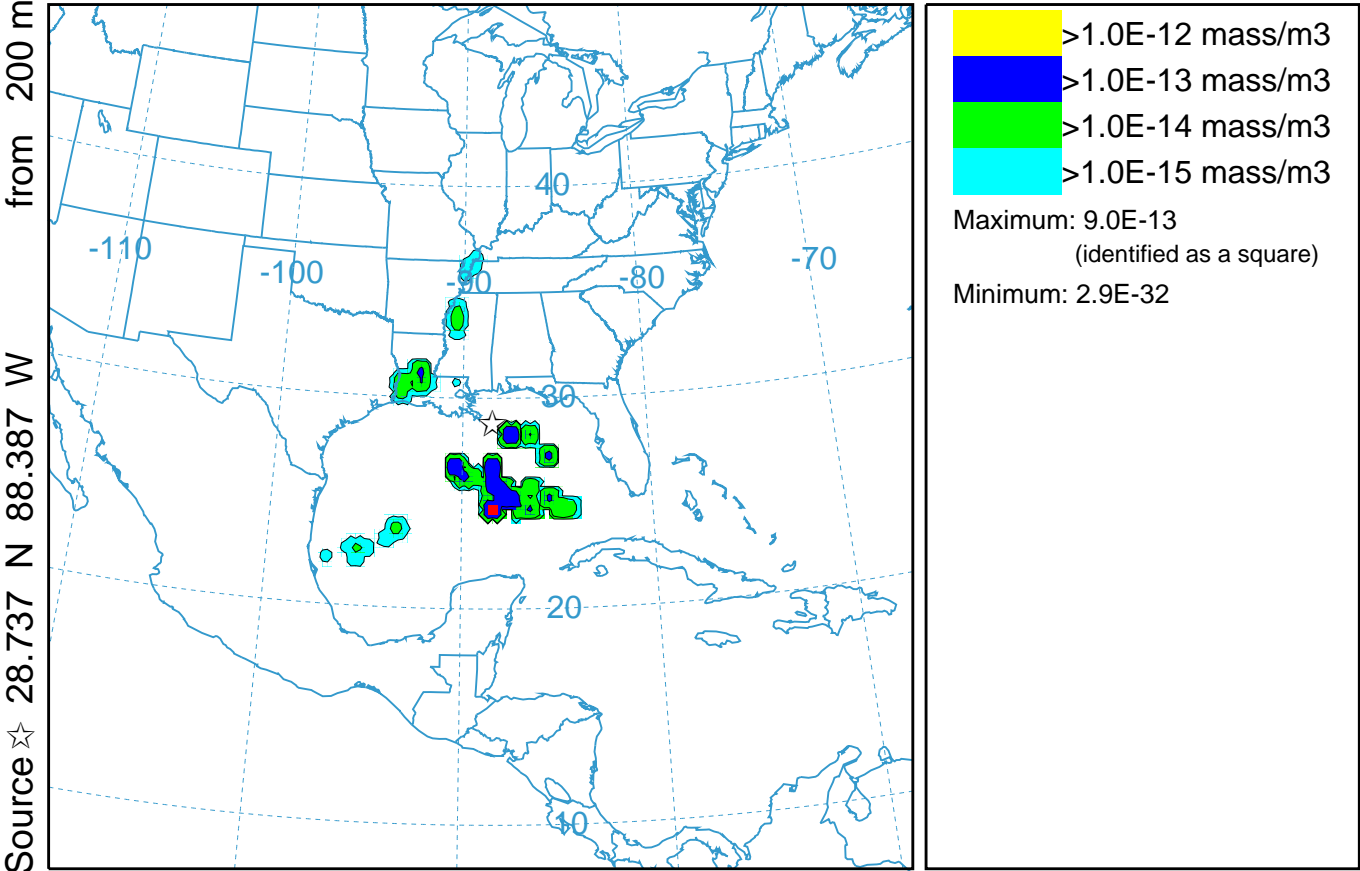 Source ☆ 28.737 N 88.387 W from 200 m
40
-110
-100
-90
-80
-70
30
20
10
>1.0E-12 mass/m3
>1.0E-13 mass/m3
>1.0E-14 mass/m3
>1.0E-15 mass/m3
Maximum: 9.0E-13
(identified as a square)
Minimum: 2.9E-32